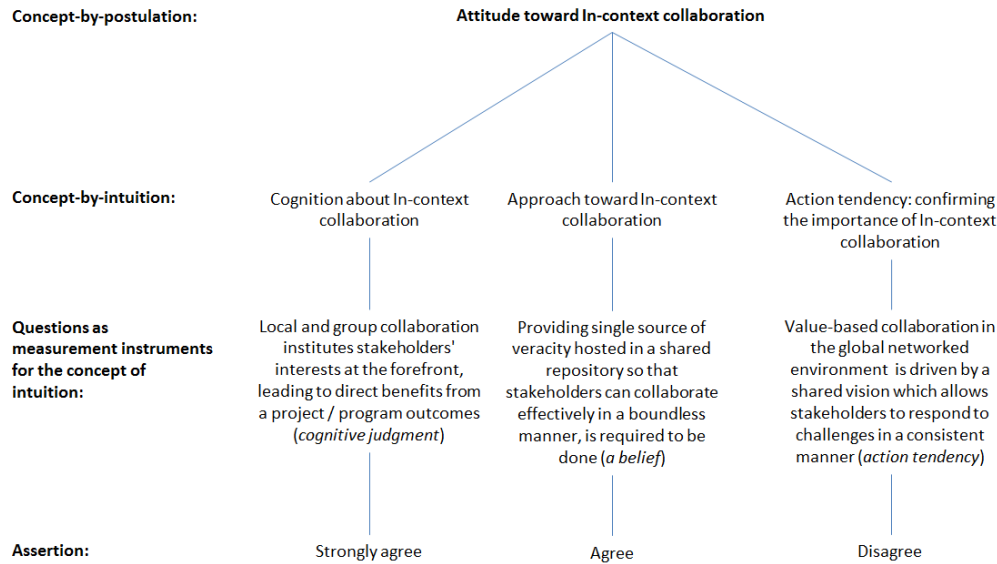 Concept-by-postulation:
Attitude toward In-context collaboration
Concept-by-intuition:
Cognition about In-context
collaboration
Approach toward In-context
collaboration
Action tendency: confirming
the importance of In-context
collaboration
Questions as
measurement instruments
for the concept of
intuition:
Local and group collaboration
institutes stakeholders'
interests at the forefront,
leading to direct benefits from
a project / program outcomes
(cognitive judgment)
Providing single source of
veracity hosted in a shared
repository so that
stakeholders can collaborate
effectively in a boundless
manner, is required to be
done (a belief)
Value-based collaboration in
the global networked
environment is driven by a
shared vision which allows
stakeholders to respond to
challenges in a consistent
manner (action tendency)
Assertion:
Strongly agree
Agree
Disagree